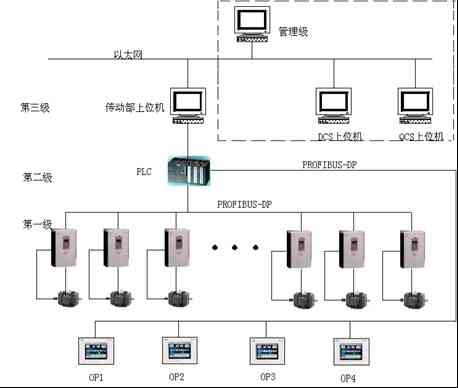 管理级
以太网
第三级
传动部上位机
DCS上位机
QCS上位机
第二级
PLC
PROFIBUS-DP
PROFIBUS-DP
第一级
OP1
OP2
OP3
OP4